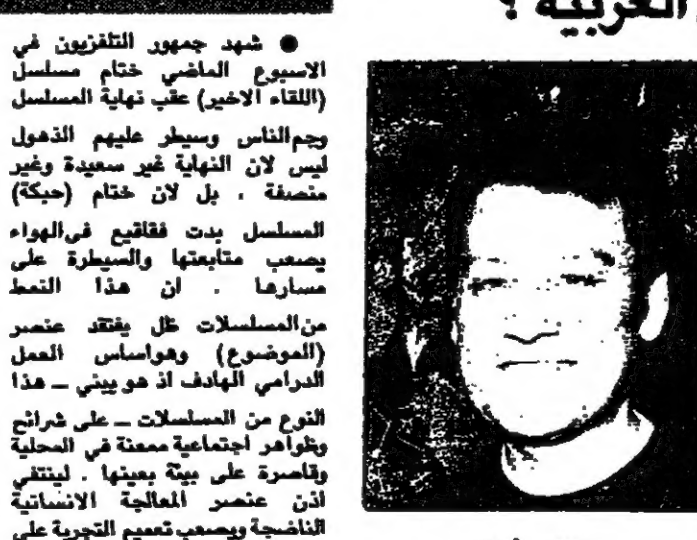 العربية ؟
● شهد جمهور التلفزيون في
الاسبوع الماضي ختام مسلسل
(اللقاء الاخير) عقب نهاية المسلسل
وجم‌الناس وسيطر عليهم الذهول
ليس لان النهاية غير سعيدة وغير
منصفة ، بل لان ختام (حبكة)
المسلسل بدت فقاقيع في‌الهواء
يصعب متابعتها والسيطرة على
مسارها . ان هذا النمط
من‌المسلسلات ظل يفتقد عنصر
(الموضوع) وهواساس العمل
الدرامي الهادف اذ هو يبني ــ هذا
النوع من المسلسلات ــ على شرائح
وظواهر اجتماعية ممعنة في المحلية
وقاصرة على بيئة بعينها . لينتفي
اذن عنصر المعالجة الانسانية
الناضجة ويصعب تعميم التجربة على